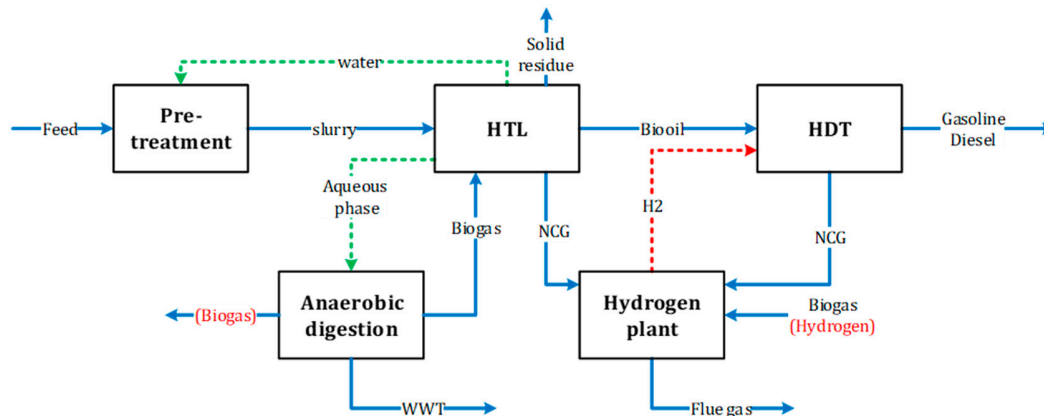 Solid
residue
water
Feed
Pre-
treatment
slurry
HTL
Biooil
HDT
Gasoline
Diesel
Aqueous
phase
Biogas
NCG
H2
NCG
(Biogas)
Anaerobic
digestion
Hydrogen
plant
Biogas
(Hydrogen)
WWT
Flue gas